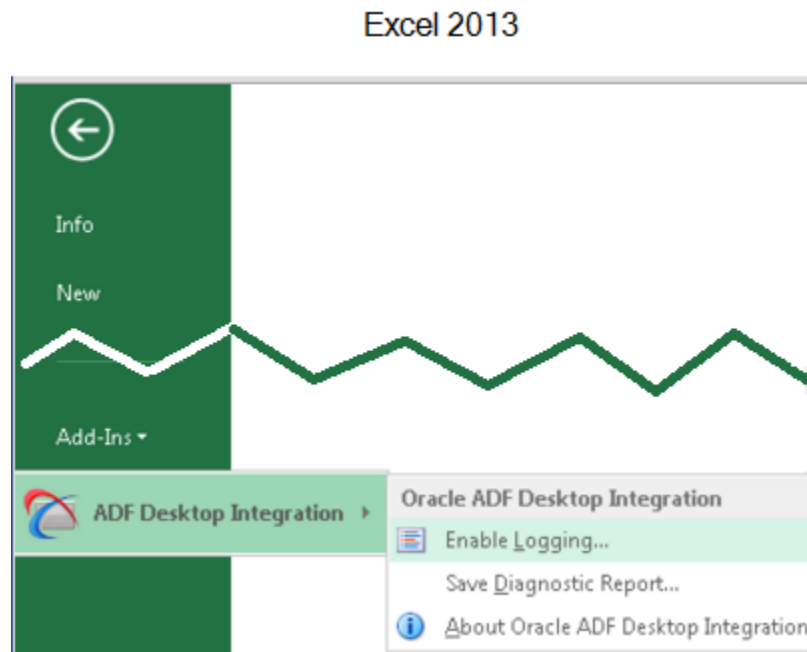 Excel 2013
Info
New
Add-Ins
ADF Desktop Integration
Oracle ADF Desktop Integration
Enable Logging...
Save Diagnostic Report...
About Oracle ADF Desktop Integration